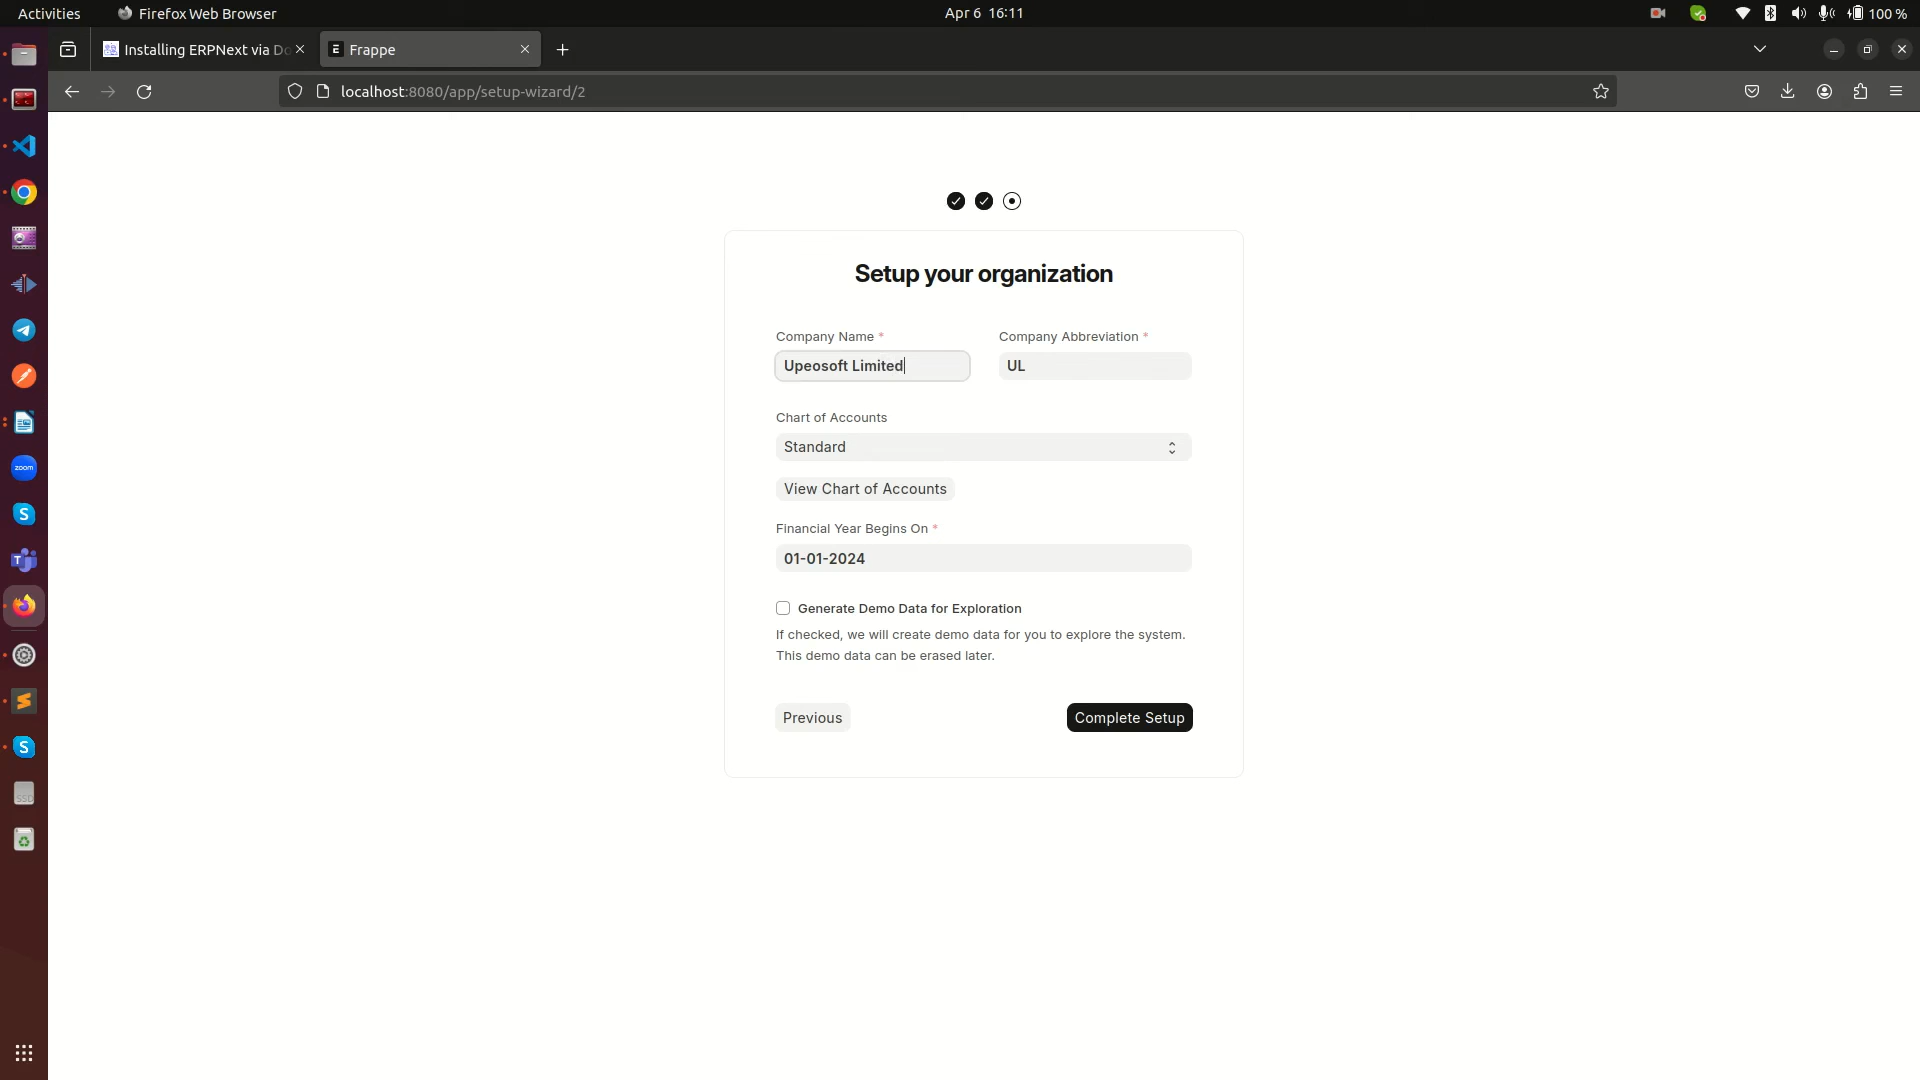 Activities
Firefox Web Browser
Apr 6 16:11
100 %
Installing ERPNext via Do
Frappe
localhost:8080/app/setup-wizard/2
Setup your organization
Company Name *
Company Abbreviation *
Upeosoft Limited
UL
Chart of Accounts
Standard
View Chart of Accounts
Financial Year Begins On *
01-01-2024
Generate Demo Data for Exploration
If checked, we will create demo data for you to explore the system.
This demo data can be erased later.
Previous
Complete Setup
zoom
SSD